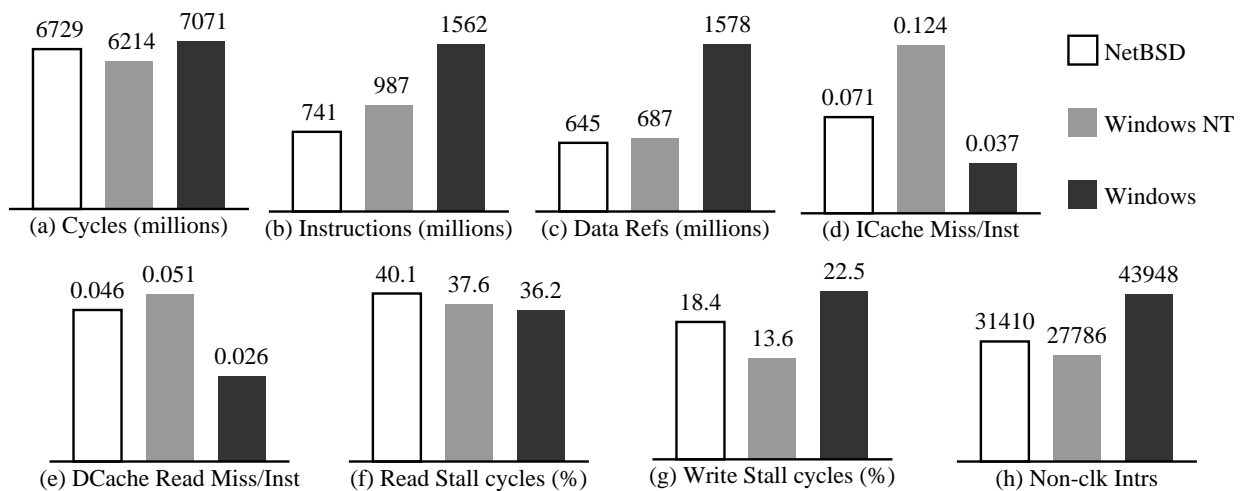 6729 6214 7071
(a) Cycles (millions)
741 987 1562
(b) Instructions (millions)
645 687 1578
(c) Data Refs (millions)
0.071 0.124 0.037
(d) ICache Miss/Inst
NetBSD
Windows NT
Windows
0.046 0.051 0.026
(e) DCache Read Miss/Inst
40.1 37.6 36.2
(f) Read Stall cycles (%)
18.4 13.6 22.5
(g) Write Stall cycles (%)
31410 27786 43948
(h) Non-clk Intrs